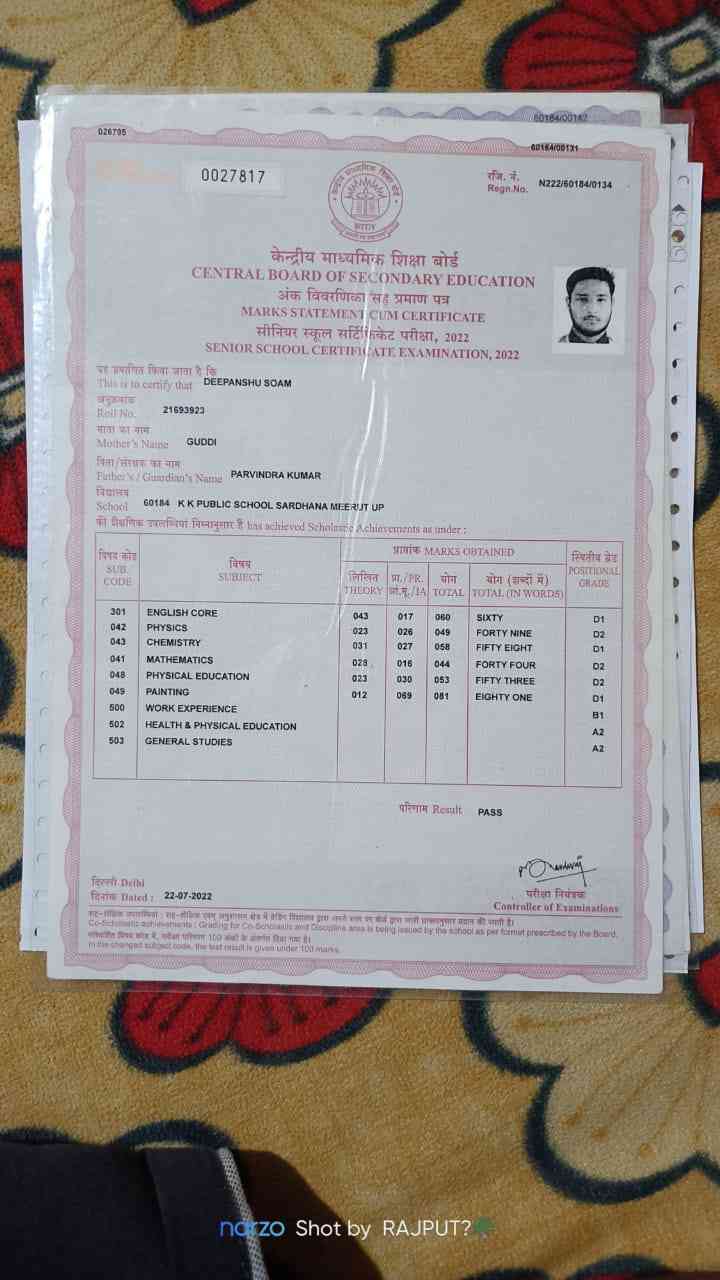 60184/00142
026795
60184/00131
0027817
रजि. नं.
Regn.No. N222/60184/0134
भारत
केन्द्रीय माध्यमिक शिक्षा बोर्ड
CENTRAL BOARD OF SECONDARY EDUCATION
अंक विवरणिका सह प्रमाण पत्र
MARKS STATEMENT CUM CERTIFICATE
सीनियर स्कूल सर्टिफिकेट परीक्षा, 2022
SENIOR SCHOOL CERTIFICATE EXAMINATION, 2022
यह प्रमाणित किया जाता है कि
This is to certify that DEEPANSHU SOAM
अनुक्रमांक
Roll No. 21693923
माता का नाम
Mother's Name GUDDI
पिता/संरक्षक का नाम
Father's / Guardian's Name PARVINDRA KUMAR
विद्यालय
School 60184 K K PUBLIC SCHOOL SARDHANA MEERUT UP
की शैक्षणिक उपलब्धियां निम्नानुसार हैं has achieved Scholastic Achievements as under :
विषय कोड SUB. CODE
विषय SUBJECT
प्राप्तांक MARKS OBTAINED
लिखित THEORY
प्रा./PR. प्रां.मू./IA
योग TOTAL
योग (शब्दों में) TOTAL (IN WORDS)
स्थितीय ग्रेड POSITIONAL GRADE
301 ENGLISH CORE 043 017 060 SIXTY D1
042 PHYSICS 023 026 049 FORTY NINE D2
043 CHEMISTRY 031 027 058 FIFTY EIGHT D1
041 MATHEMATICS 028 016 044 FORTY FOUR D2
048 PHYSICAL EDUCATION 023 030 053 FIFTY THREE D2
049 PAINTING 012 069 081 EIGHTY ONE D1
500 WORK EXPERIENCE B1
502 HEALTH & PHYSICAL EDUCATION A2
503 GENERAL STUDIES A2
परिणाम Result PASS
दिल्ली Delhi
दिनांक Dated : 22-07-2022
परीक्षा नियंत्रक
Controller of Examinations
Co-Scholastic achievements : Grading for Co-Scholastic and Discipline area is being issued by the school as per format prescribed by the Board.
In the changed subject code, the test result is given under 100 marks.
narzo Shot by RAJPUT?